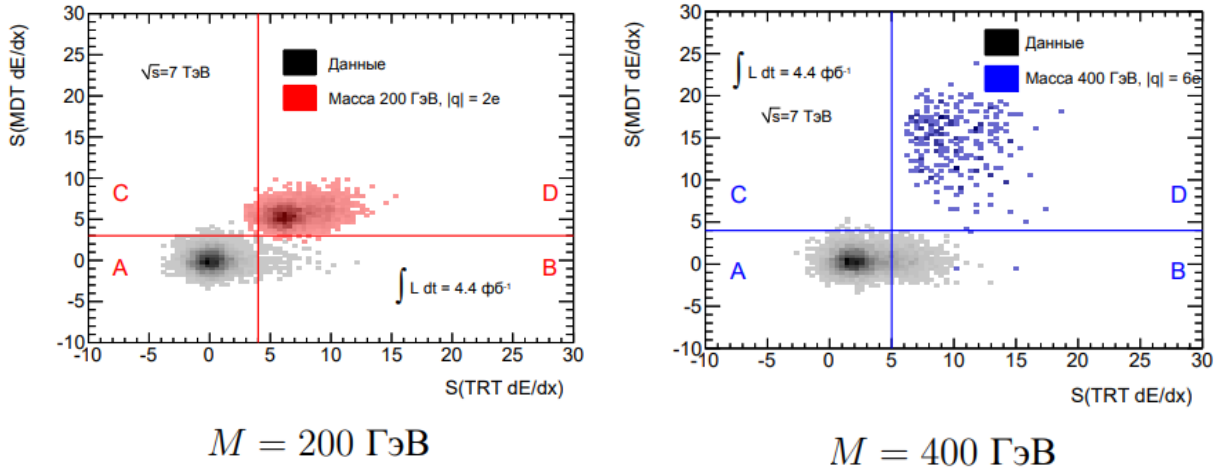 S(MDT dE/dx)
30
25
20
15
10
5
0
-5
-10
√s=7 ТэВ
Данные
Масса 200 ГэВ, |q| = 2e
C
D
A
B
∫ L dt = 4.4 фб⁻¹
-10 -5 0 5 10 15 20 25 30
S(TRT dE/dx)
M = 200 ГэВ
S(MDT dE/dx)
30
25
20
15
10
5
0
-5
-10
∫ L dt = 4.4 фб⁻¹
√s=7 ТэВ
Данные
Масса 400 ГэВ, |q| = 6e
C
D
A
B
-10 -5 0 5 10 15 20 25 30
S(TRT dE/dx)
M = 400 ГэВ